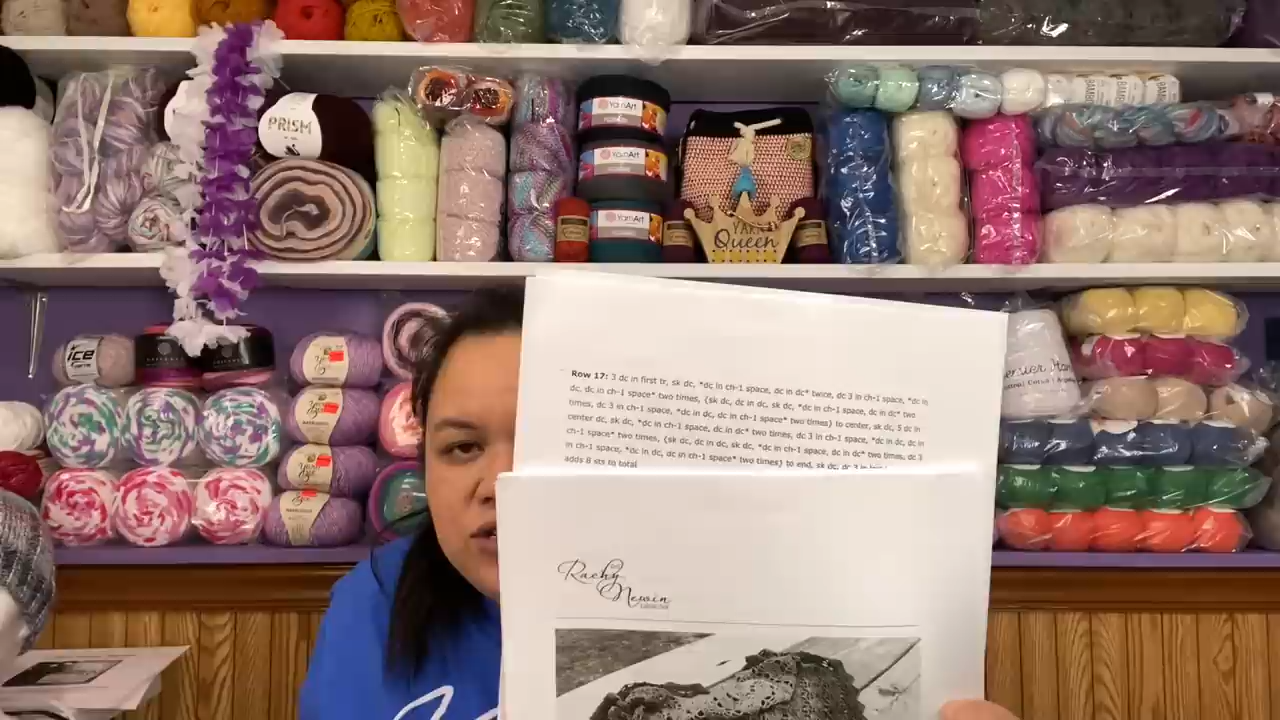 PRISM
YarnArt
YarnArt
YarnArt
YARN
Queen
BAMBOO
ice
Row 17: 3 dc in first tr, sk dc, *dc in ch-1 space, dc in dc* twice, dc 3 in ch-1 space, *dc in
dc, dc in ch-1 space* two times, {sk dc, dc in dc, sk dc, *dc in ch-1 space, dc in dc* two
times, dc 3 in ch-1 space, *dc in dc, dc in ch-1 space* two times} to center, sk dc, 5 dc in
center dc, sk dc, *dc in ch-1 space, dc in dc* two times, dc 3 in ch-1 space, *dc in dc, dc in
ch-1 space* two times, {sk dc, dc in dc, sk dc, *dc in ch-1 space, dc in dc* two times, dc 3
in ch-1 space, *dc in dc, dc in ch-1 space* two times} to end, sk dc, dc 3 in
adds 8 sts to total
Rachy
Newin